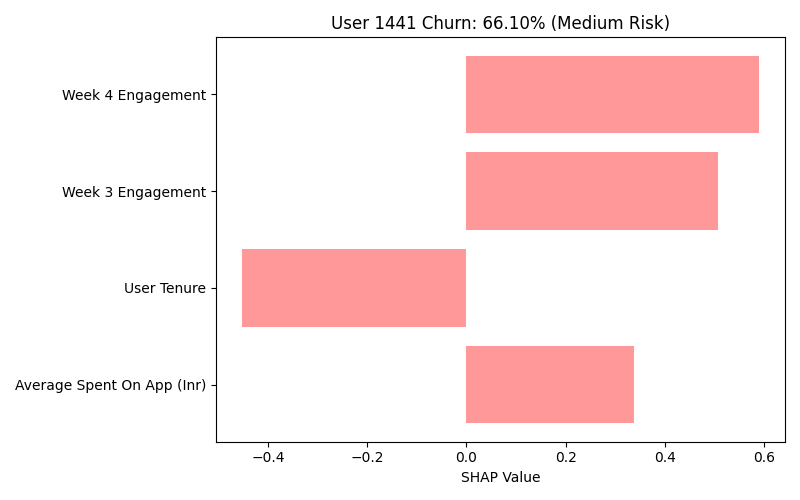 User 1441 Churn: 66.10% (Medium Risk)
Week 4 Engagement
Week 3 Engagement
User Tenure
Average Spent On App (Inr)
−0.4 −0.2 0.0 0.2 0.4 0.6
SHAP Value